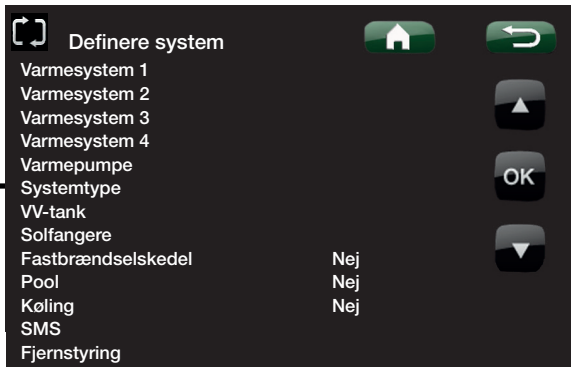 Definere system
Varmesystem 1
Varmesystem 2
Varmesystem 3
Varmesystem 4
Varmepumpe
Systemtype
OK
VV-tank
Solfangere
Fastbrændselskedel Nej
Pool Nej
Køling Nej
SMS
Fjernstyring